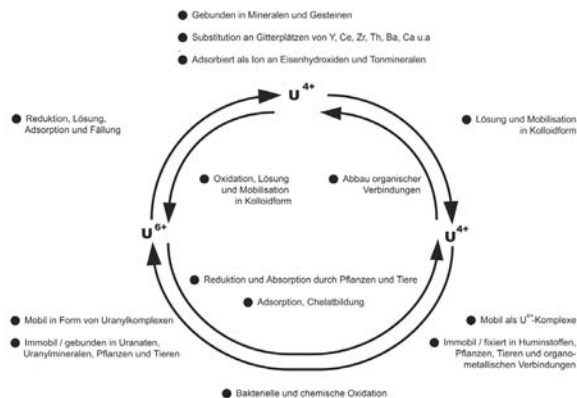 ● Gebunden in Mineralen und Gesteinen
● Substitution an Gitterplätzen von Y, Ce, Zr, Th, Ba, Ca u.a
● Adsorbiert als Ion an Eisenhydroxiden und Tonmineralen
U4+
● Reduktion, Lösung,
Adsorption und Fällung
● Lösung und Mobilisation
in Kolloidform
● Oxidation, Lösung
und Mobilisation
in Kolloidform
● Abbau organischer
Verbindungen
U6+
U4+
● Reduktion und Absorption durch Pflanzen und Tiere
● Adsorption, Chelatbildung
● Mobil in Form von Uranylkomplexen
● Immobil / gebunden in Uranaten,
Uranylmineralen, Pflanzen und Tieren
● Mobil als U4+-Komplexe
● Immobil / fixiert in Huminstoffen,
Pflanzen, Tieren und organo-
metallischen Verbindungen
● Bakterielle und chemische Oxidation